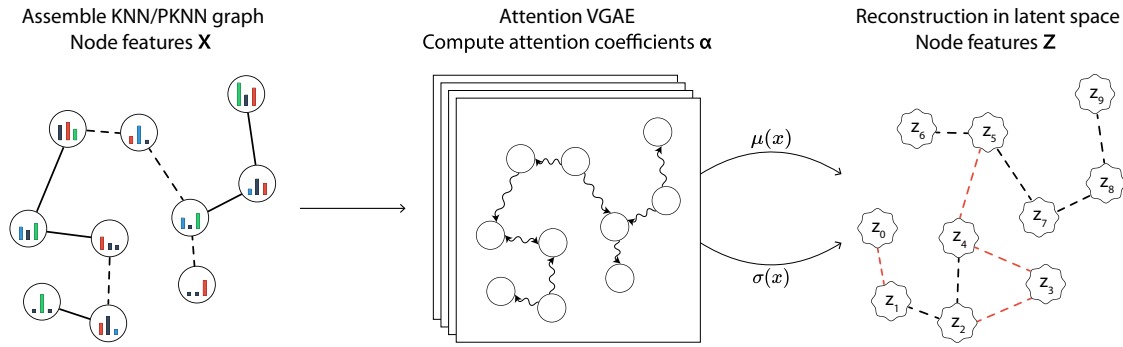 Assemble KNN/PKNN graph
Node features X
Attention VGAE
Compute attention coefficients α
Reconstruction in latent space
Node features Z
μ(x)
σ(x)
z9
z6
z5
z8
z7
z0
z4
z3
z1
z2